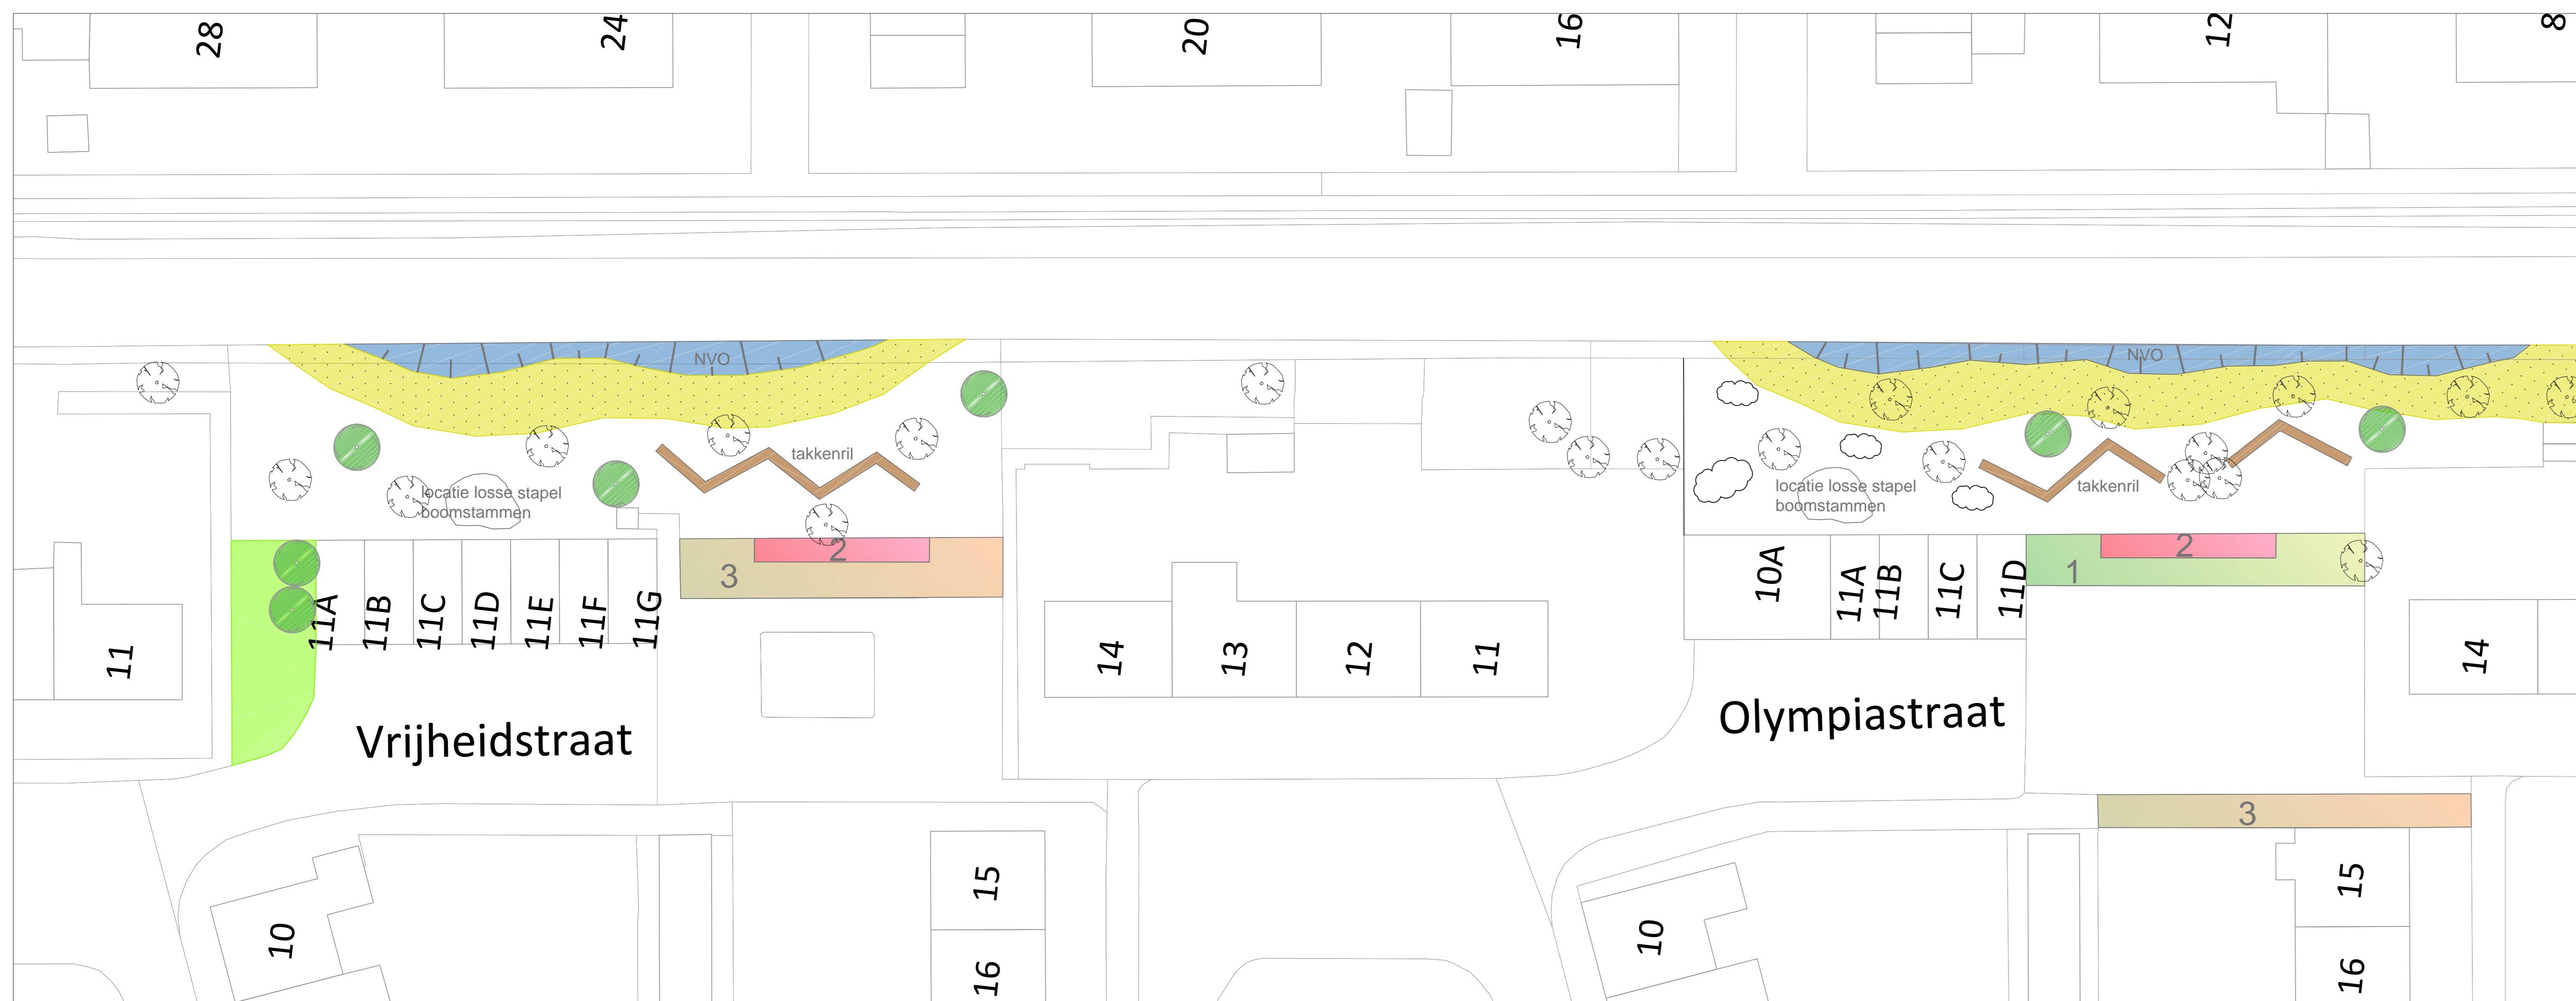 28
24
20
16
12
8
NVO
NVO
takkenril
locatie losse stapel
boomstammen
takkenril
locatie losse stapel
boomstammen
2
3
2
1
11A
11B
11C
11D
11E
11F
11G
10A
11A
11B
11C
11D
11
14
13
12
11
14
Vrijheidstraat
Olympiastraat
3
10
15
16
10
15
16